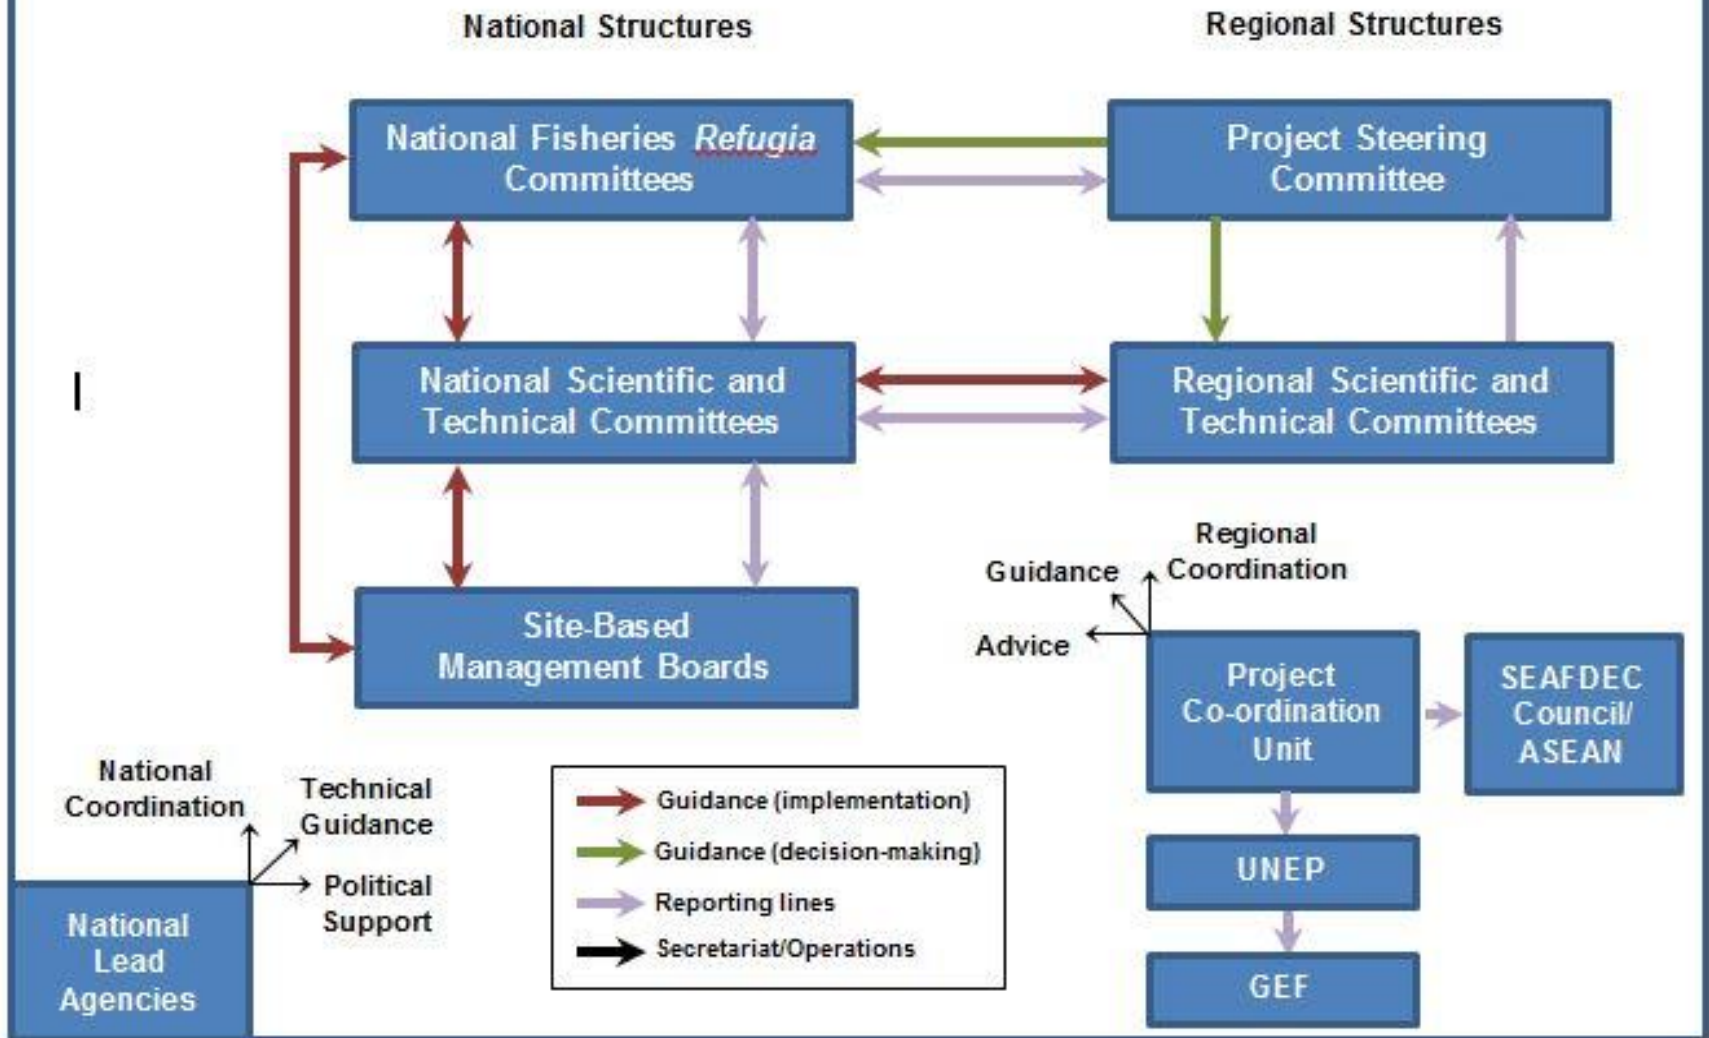 National Structures
Regional Structures
National Fisheries Refugia
Committees
Project Steering
Committee
National Scientific and
Technical Committees
Regional Scientific and
Technical Committees
Site-Based
Management Boards
Regional
Coordination
Guidance
Advice
Project
Co-ordination
Unit
SEAFDEC
Council/
ASEAN
UNEP
GEF
National
Coordination
Technical
Guidance
Political
Support
National
Lead
Agencies
Guidance (implementation)
Guidance (decision-making)
Reporting lines
Secretariat/Operations